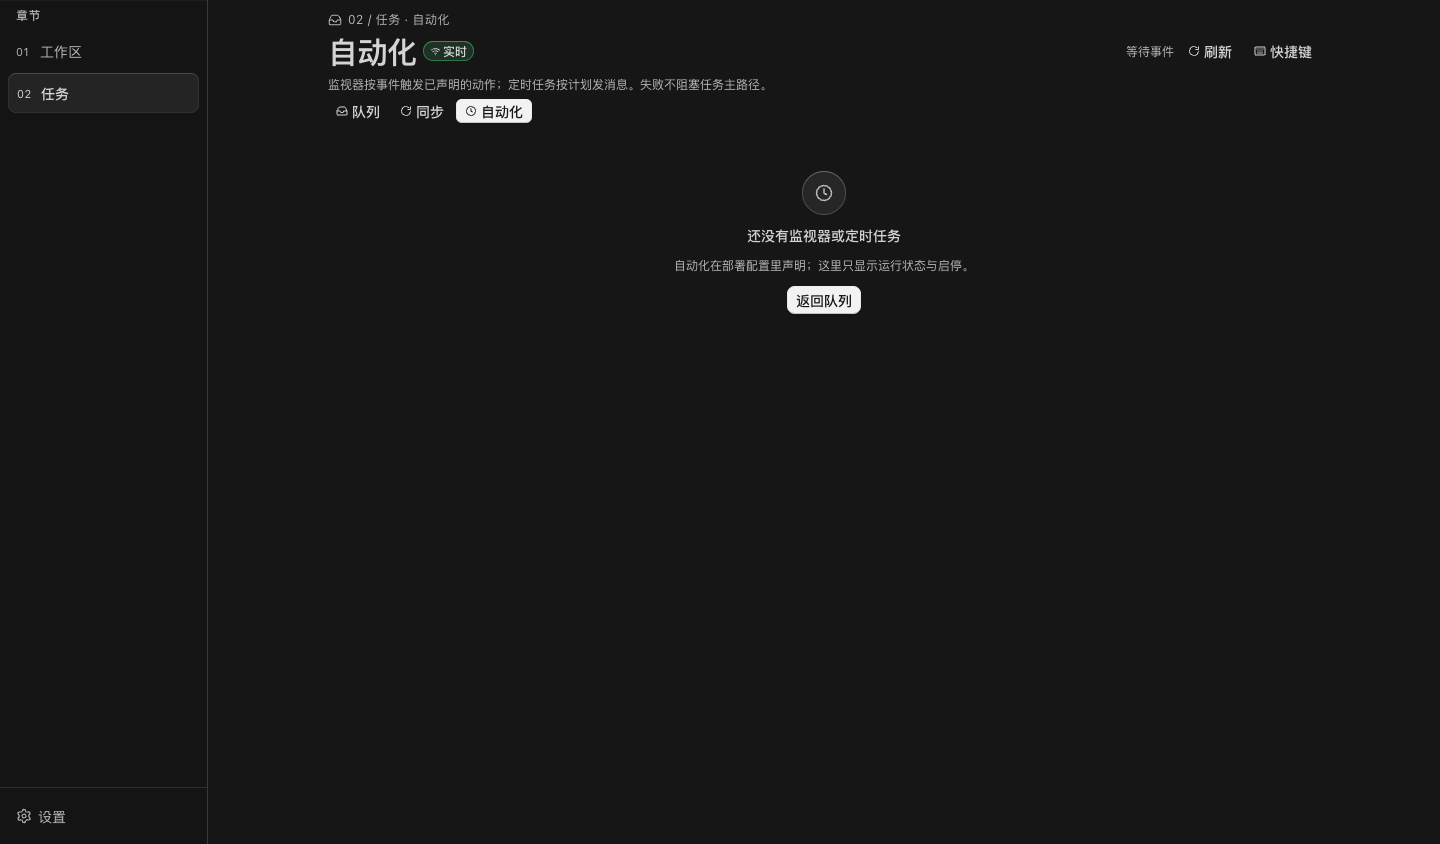 章节
01 工作区
02 任务
设置
02 / 任务 · 自动化
自动化 实时
等待事件 刷新 快捷键
监视器按事件触发已声明的动作；定时任务按计划发消息。失败不阻塞任务主路径。
队列 同步 自动化
还没有监视器或定时任务
自动化在部署配置里声明；这里只显示运行状态与启停。
返回队列